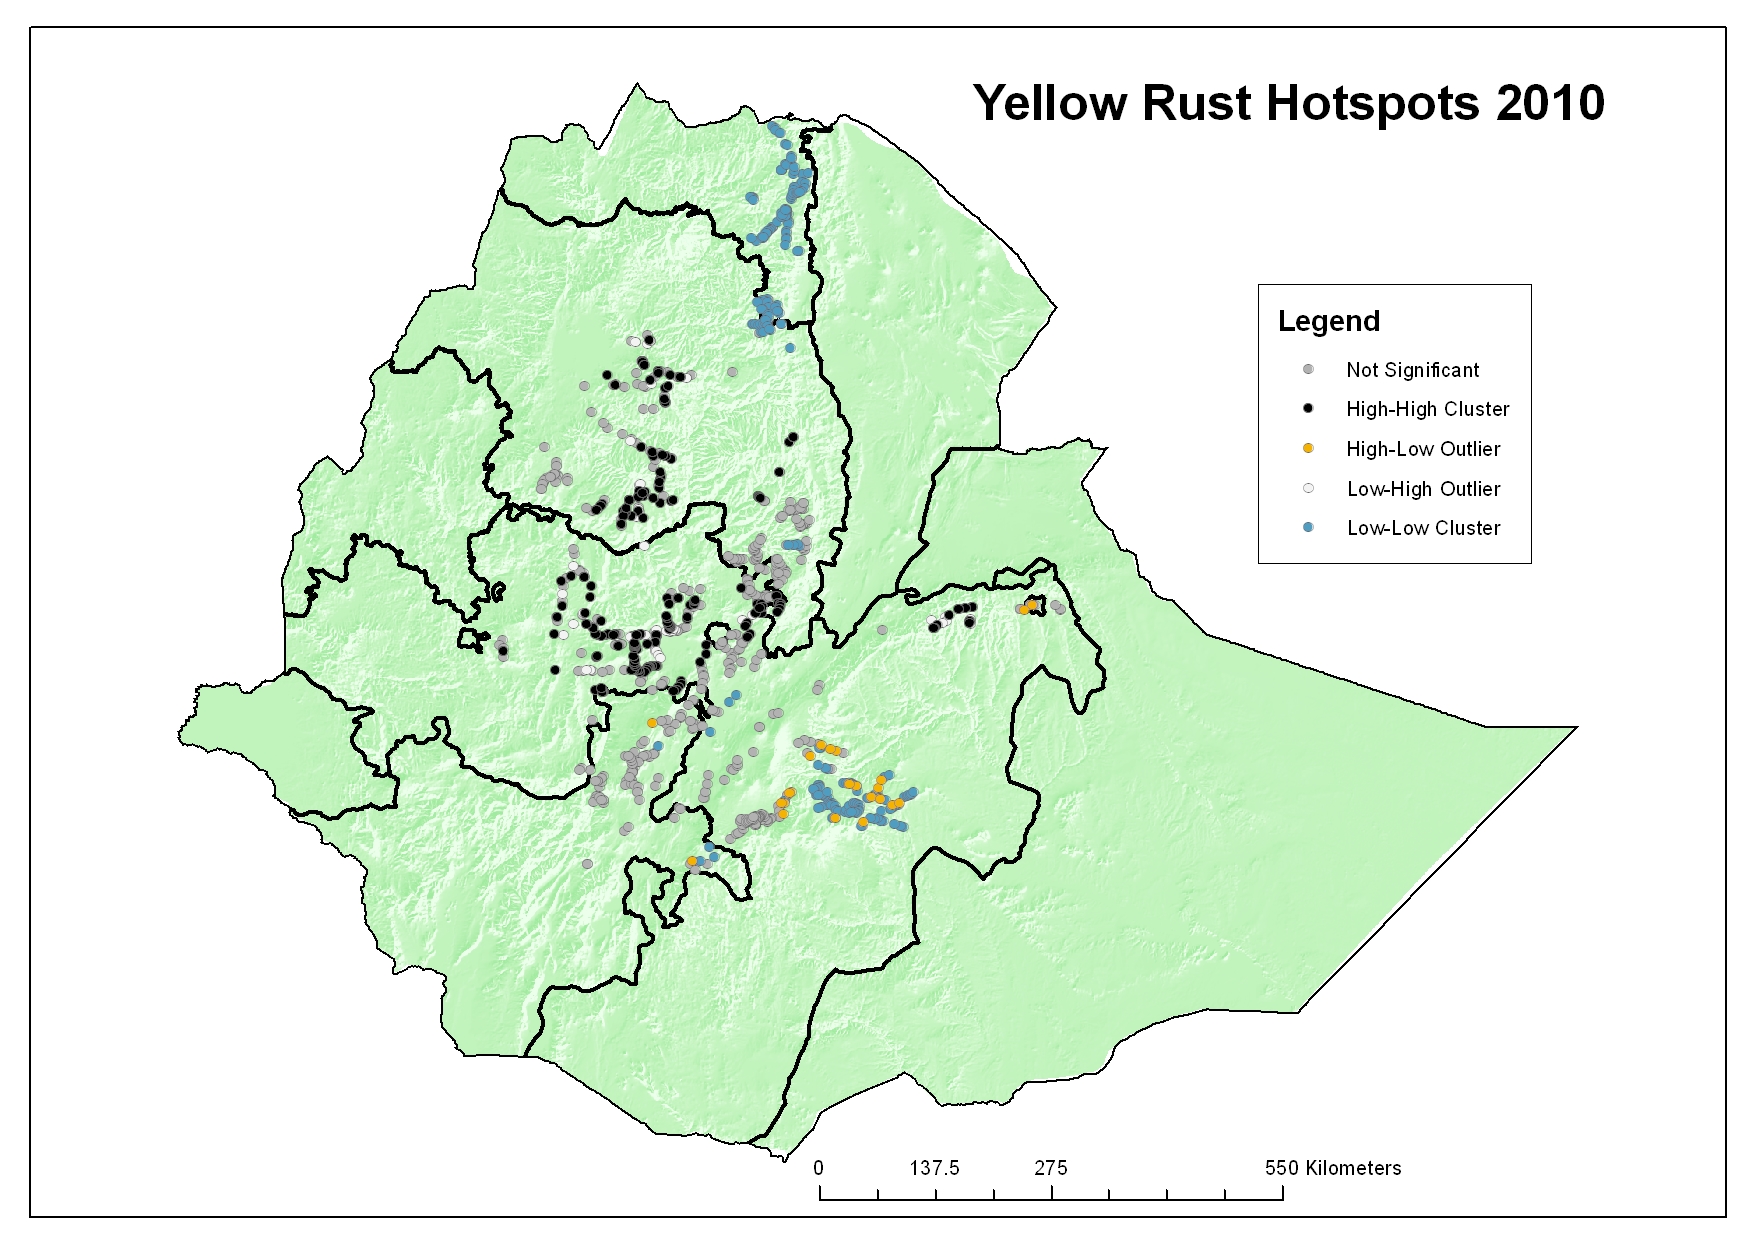 Yellow Rust Hotspots 2010
Legend
Not Significant
High-High Cluster
High-Low Outlier
Low-High Outlier
Low-Low Cluster
0 137.5 275 550 Kilometers